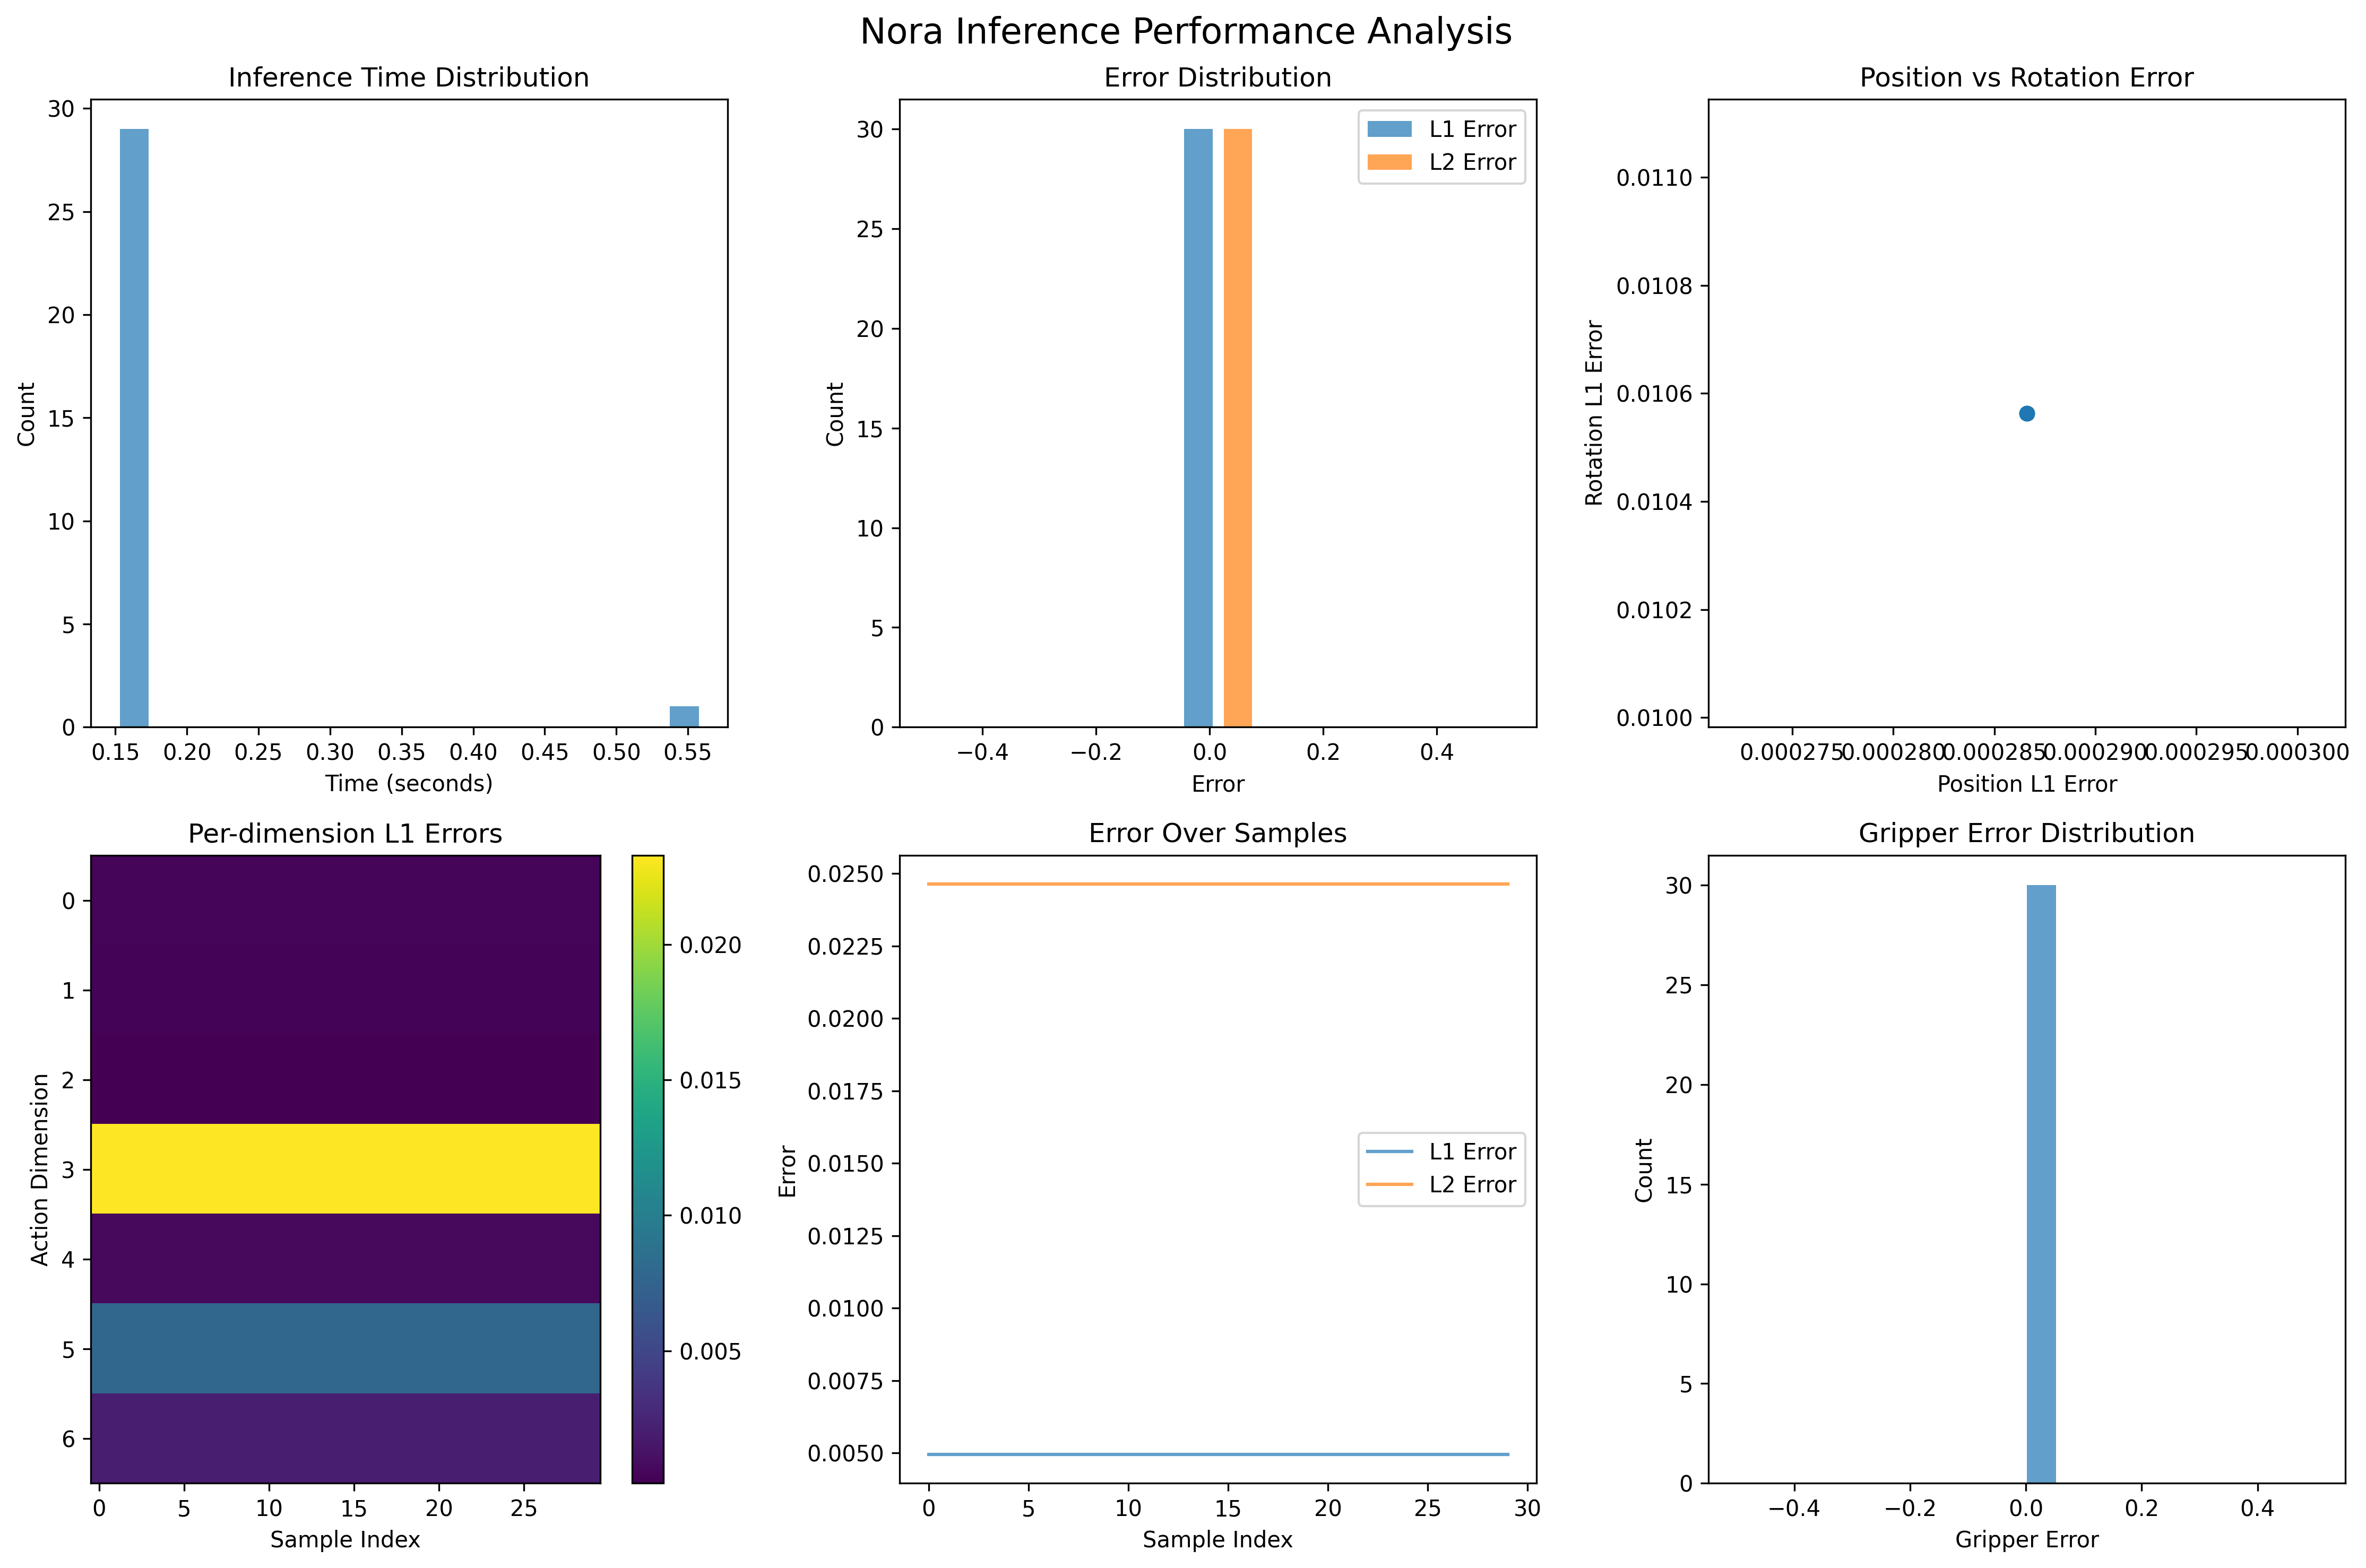 Nora Inference Performance Analysis
Inference Time Distribution
30
25
20
15
10
5
0
Count
0.15 0.20 0.25 0.30 0.35 0.40 0.45 0.50 0.55
Time (seconds)
Error Distribution
L1 Error
L2 Error
30
25
20
15
10
5
0
Count
−0.4 −0.2 0.0 0.2 0.4
Error
Position vs Rotation Error
0.0110
0.0108
0.0106
0.0104
0.0102
0.0100
Rotation L1 Error
0.000275 0.000280 0.000285 0.000290 0.000295 0.000300
Position L1 Error
Per-dimension L1 Errors
0
1
2
3
4
5
6
Action Dimension
0 5 10 15 20 25
Sample Index
0.020
0.015
0.010
0.005
Error Over Samples
0.0250
0.0225
0.0200
0.0175
0.0150
0.0125
0.0100
0.0075
0.0050
Error
L1 Error
L2 Error
0 5 10 15 20 25 30
Sample Index
Gripper Error Distribution
30
25
20
15
10
5
0
Count
−0.4 −0.2 0.0 0.2 0.4
Gripper Error